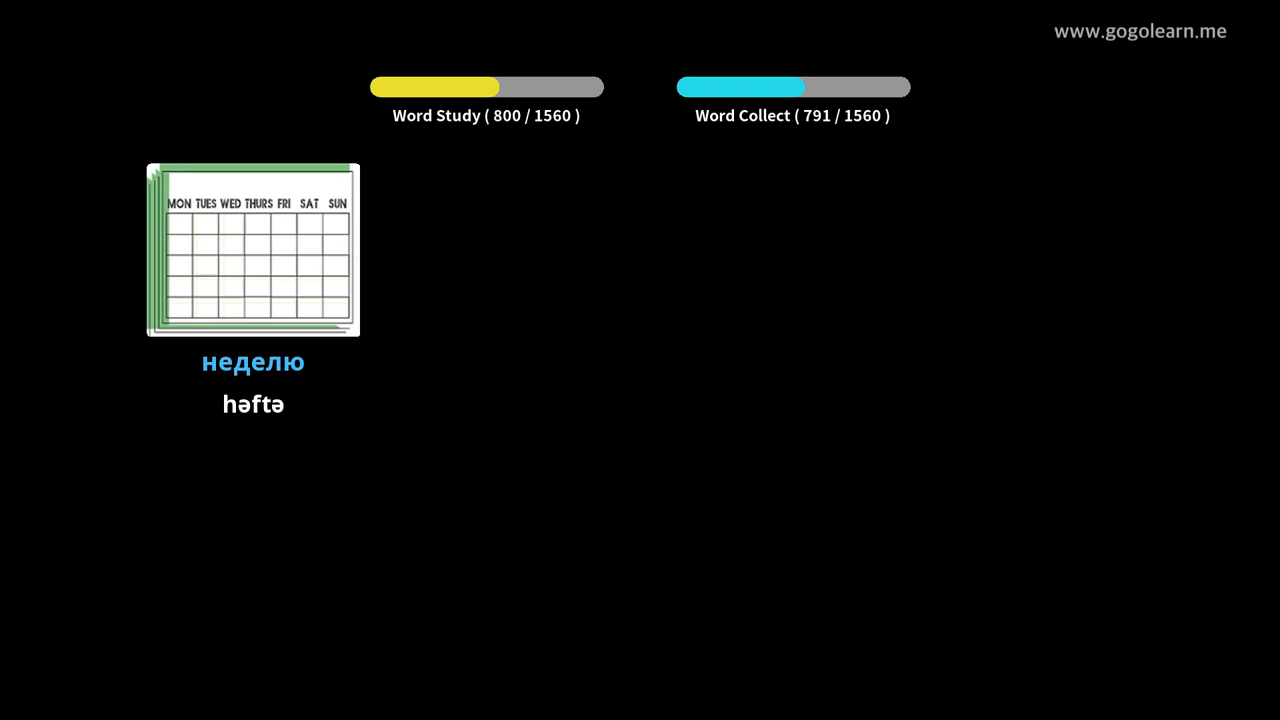 www.gogolearn.me
Word Study ( 800 / 1560 )
Word Collect ( 791 / 1560 )
MON TUES WED THURS FRI SAT SUN
неделю
həftə